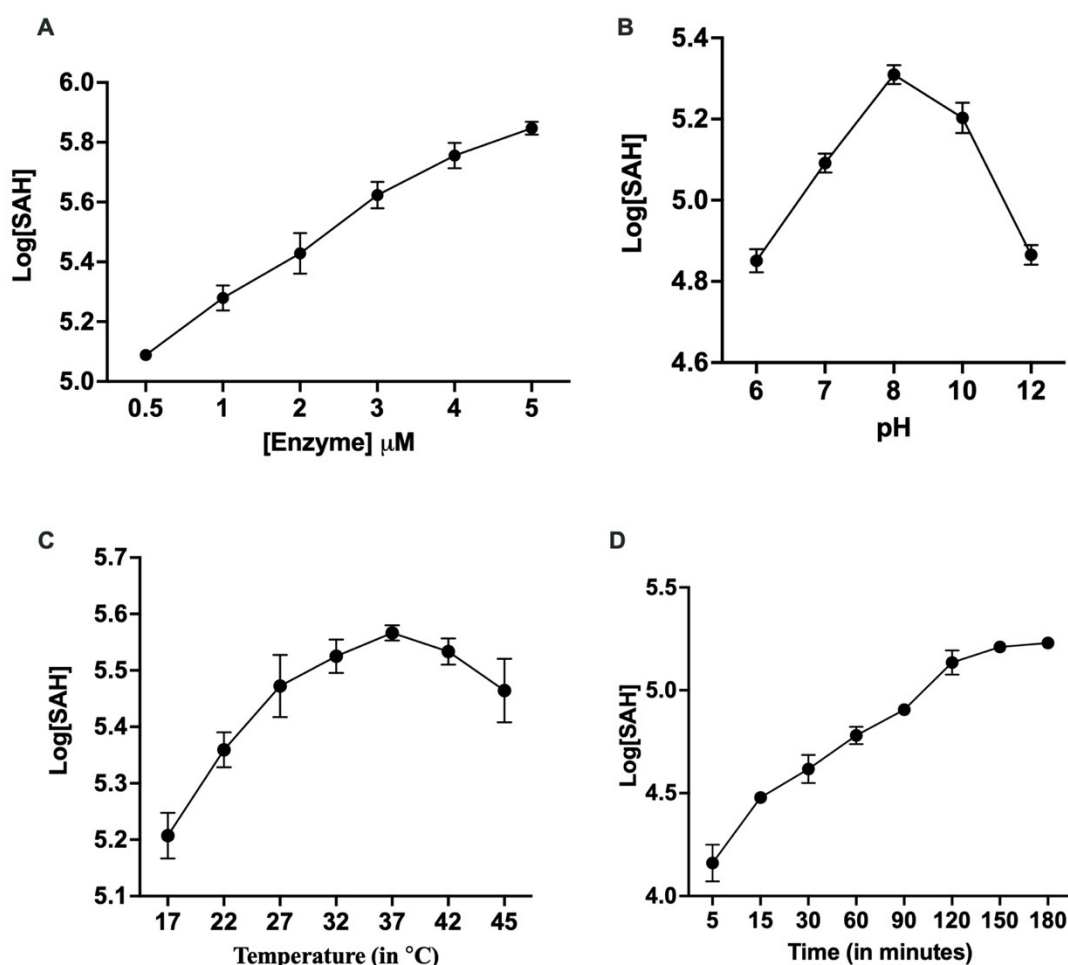 A
Log[SAH]
6.0
5.8
5.6
5.4
5.2
5.0
0.5 1 2 3 4 5
[Enzyme] μM
B
Log[SAH]
5.4
5.2
5.0
4.8
4.6
6 7 8 10 12
pH
C
Log[SAH]
5.7
5.6
5.5
5.4
5.3
5.2
5.1
17 22 27 32 37 42 45
Temperature (in °C)
D
Log[SAH]
5.5
5.0
4.5
4.0
5 15 30 60 90 120 150 180
Time (in minutes)